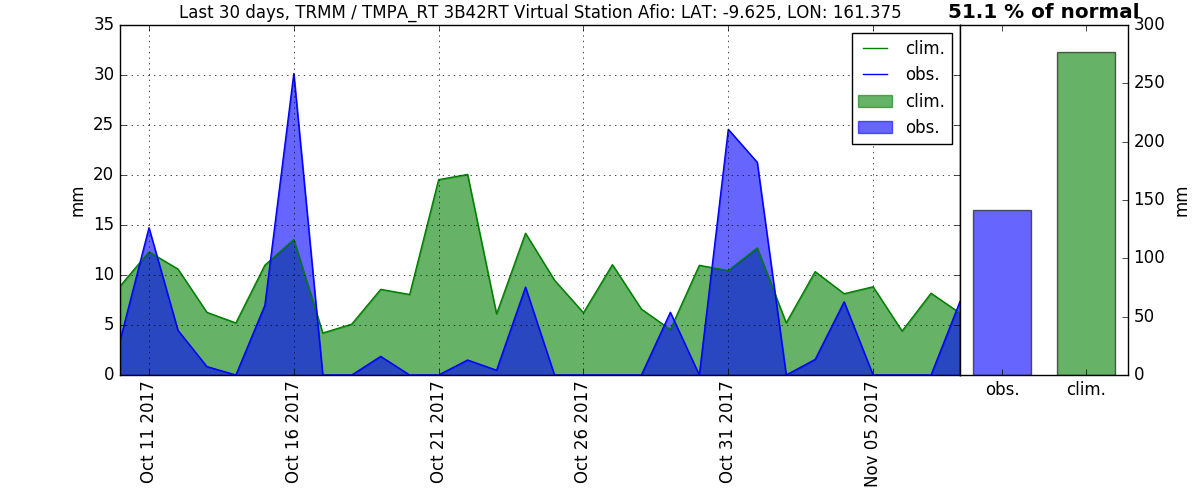 Last 30 days, TRMM / TMPA_RT 3B42RT Virtual Station Afio: LAT: -9.625, LON: 161.375
51.1 % of normal
35
30
25
20
15
10
5
0
mm
clim.
obs.
clim.
obs.
Oct 11 2017
Oct 16 2017
Oct 21 2017
Oct 26 2017
Oct 31 2017
Nov 05 2017
300
250
200
150
100
50
0
mm
obs.
clim.